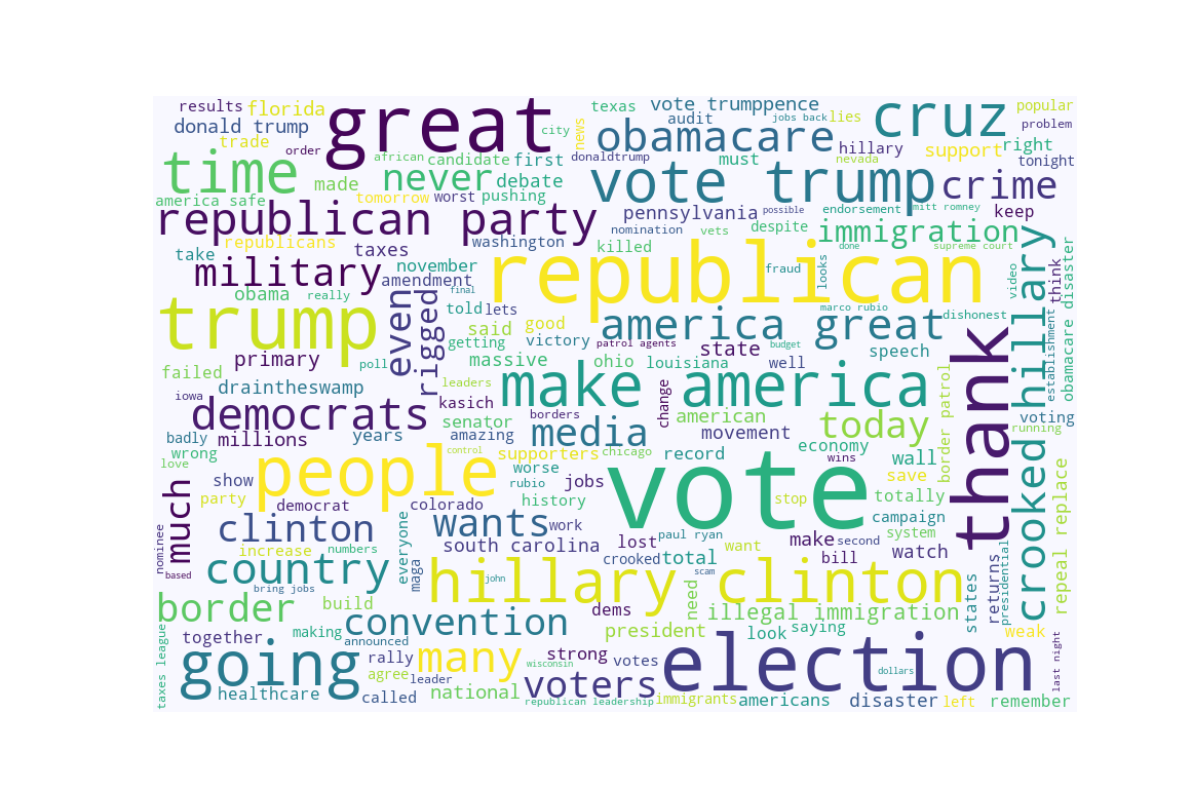 results
florida
great
texas
vote trumppence
cruz
popular
donald trump
city
news
audit
jobs back
lies
problem
trade
order
obamacare
hillary
support
right
time
african
candidate
first
donaldtrump
vote trump
must
nevada
tonight
made
never
debate
crime
america safe
tomorrow
worst
pushing
republican party
pennsylvania
possible
endorsement
mitt romney
keep
nomination
vets
despite
immigration
republicans
taxes
washington
killed
done
supreme court
take
military
november
republican
fraud
looks
video
think
obamacare disaster
amendment
final
obama
really
trump
even
rigged
told
lets
america great
marco rubio
dishonest
crooked hillary
establishment
said
good
thank
primary
poll
getting
victory
patrol agents
state
budget
speech
failed
massive
ohio
louisiana
well
draintheswamp
leaders
make america
change
iowa
kasich
democrats
borders
american
today
border patrol
voting
senator
media
running
badly
millions
years
amazing
movement
wrong
control
supporters
chicago
record
economy
wall
love
people
vote
wins
show
worse
rubio
jobs
stop
save
much
party
democrat
colorado
history
totally
clinton
wants
work
campaign
nominee
everyone
paul ryan
system
repeal replace
increase
numbers
south carolina
lost
want
make
second
bill
watch
returns
presidential
based
country
maga
crooked
total
bring jobs
hillary clinton
john
scam
need
states
border
build
dems
illegal immigration
convention
together
making
president
look
saying
weak
announced
taxes league
going
rally
many
strong
votes
election
last night
agree
leader
wisconsin
dollars
healthcare
called
national
voters
republican leadership
immigrants
americans
disaster
left
remember